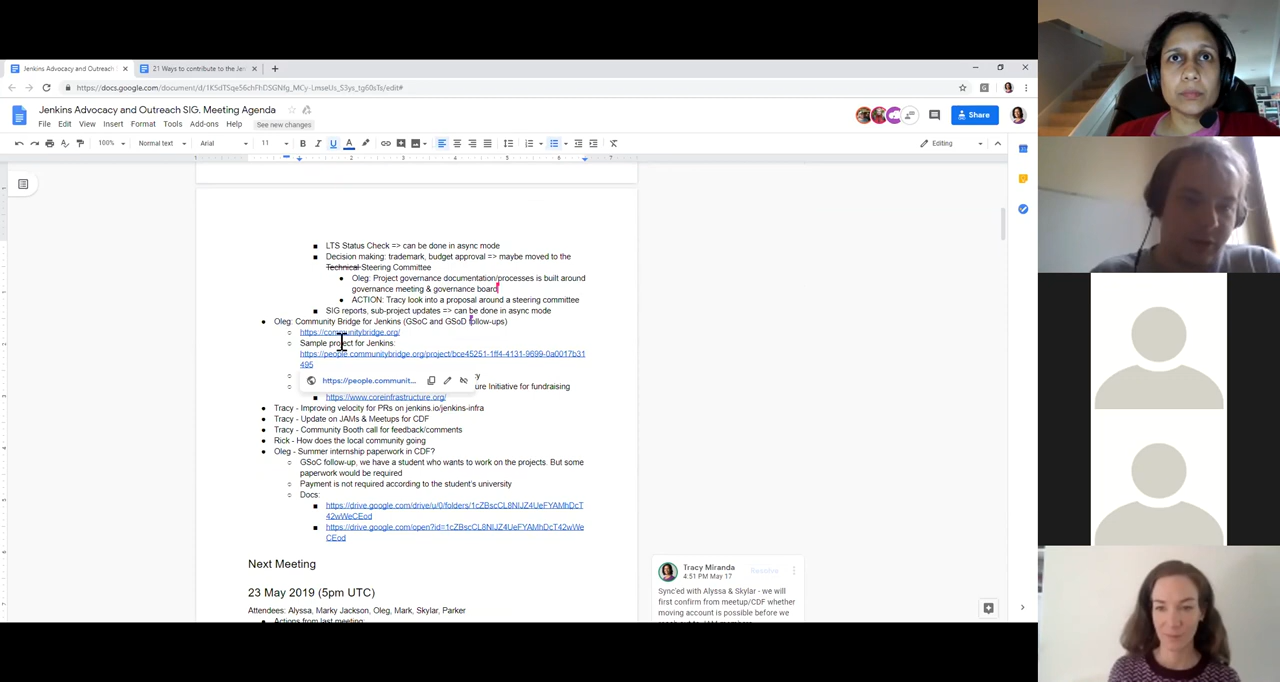 Jenkins Advocacy and Outreach
21 Ways to contribute to the Jen
https://docs.google.com/document/d/
Jenkins Advocacy and Outreach SIG. Meeting Agenda
File Edit View Insert Format Tools Add-ons Help See new changes
Share
100% Normal text Arial 11 Editing
LTS Status Check => can be done in async mode
Decision making: trademark, budget approval => maybe moved to the
Technical Steering Committee
Oleg: Project governance documentation/processes is built around
governance meeting & governance board
ACTION: Tracy look into a proposal around a steering committee
SIG reports, sub-project updates => can be done in async mode
Oleg: Community Bridge for Jenkins (GSoC and GSoD follow-ups)
https://communitybridge.org/
Sample project for Jenkins:
https://people.communitybridge.org/project/bce45251-1ff4-4131-9699-0a0017b31
495
https://people.communit...
ure Initiative for fundraising
https://www.coreinfrastructure.org/
Tracy - Improving velocity for PRs on jenkins.io/jenkins-infra
Tracy - Update on JAMs & Meetups for CDF
Tracy - Community Booth call for feedback/comments
Rick - How does the local community going
Oleg - Summer internship paperwork in CDF?
GSoC follow-up, we have a student who wants to work on the projects. But some
paperwork would be required
Payment is not required according to the student's university
Docs:
https://drive.google.com/drive/u/0/folders/1cZBscCL8NIJZ4UeFYAMhDcT
42wWeCEod
https://drive.google.com/open?id=1cZBscCL8NIJZ4UeFYAMhDcT42wWe
CEod
Next Meeting
23 May 2019 (5pm UTC)
Attendees: Alyssa, Marky Jackson, Oleg, Mark, Skylar, Parker
Actions from last meeting:
Tracy Miranda
4:51 PM May 17
Resolve
Sync'ed with Alyssa & Skylar - we will
first confirm from meetup/CDF whether
moving account is possible before we